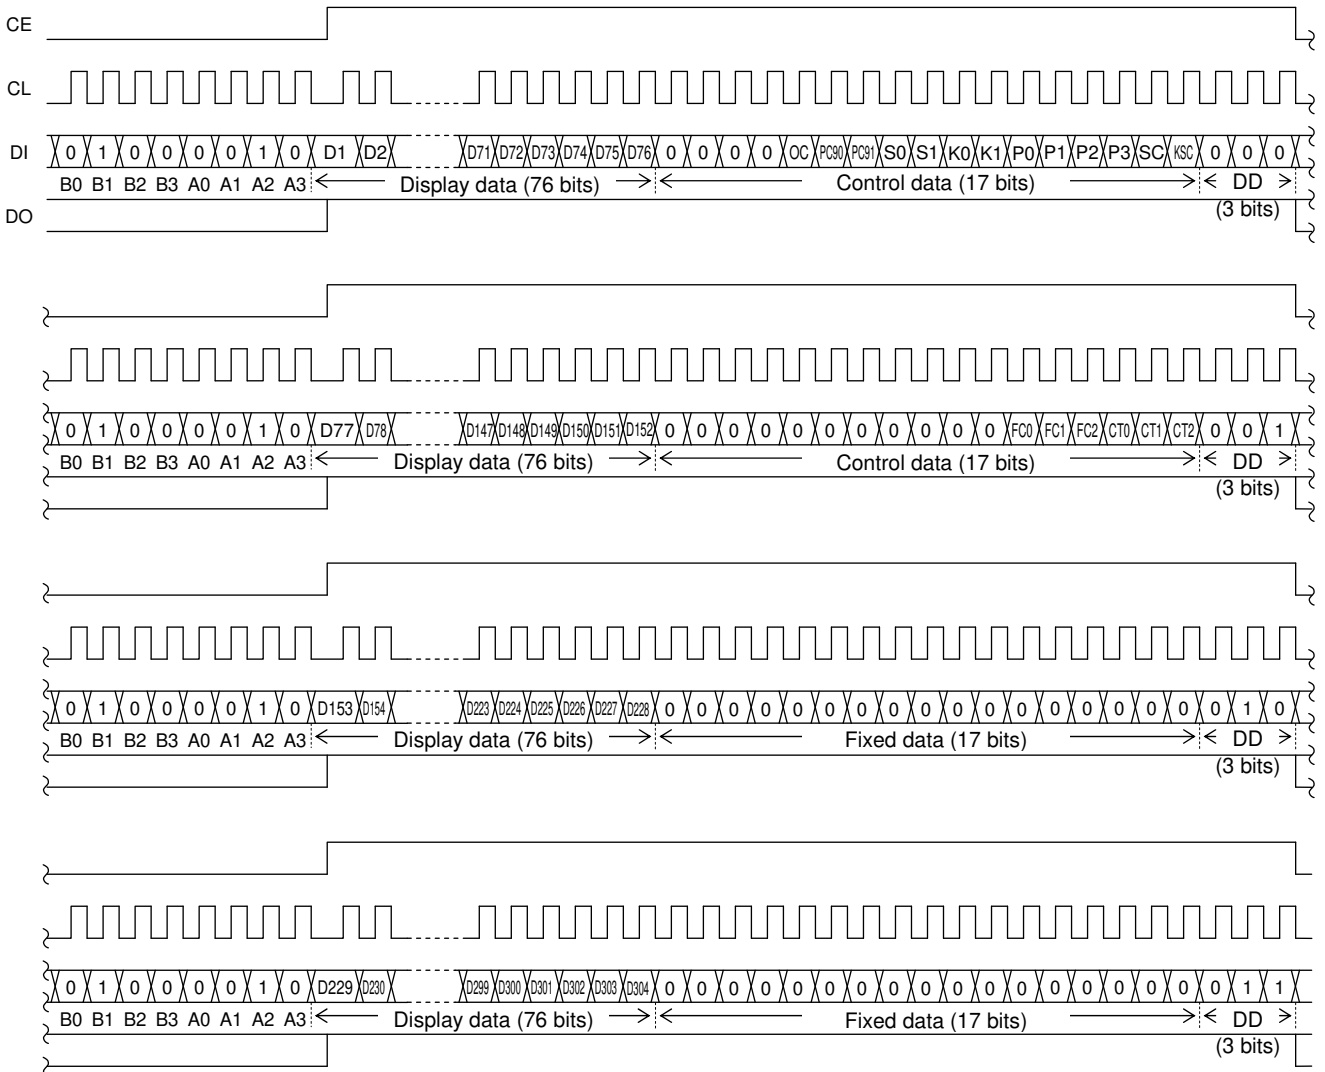 CE
CL
DI 0 1 0 0 0 0 1 0 D1 D2 D71 D72 D73 D74 D75 D76 0 0 0 0 OC PC90 PC91 S0 S1 K0 K1 P0 P1 P2 P3 SC KSC 0 0 0
B0 B1 B2 B3 A0 A1 A2 A3 Display data (76 bits) Control data (17 bits) DD
(3 bits)
DO
0 1 0 0 0 0 1 0 D77 D78 D147 D148 D149 D150 D151 D152 0 0 0 0 0 0 0 0 0 0 0 FC0 FC1 FC2 CT0 CT1 CT2 0 0 1
B0 B1 B2 B3 A0 A1 A2 A3 Display data (76 bits) Control data (17 bits) DD
(3 bits)
0 1 0 0 0 0 1 0 D153 D154 D223 D224 D225 D226 D227 D228 0 0 0 0 0 0 0 0 0 0 0 0 0 0 0 0 0 0 1 0
B0 B1 B2 B3 A0 A1 A2 A3 Display data (76 bits) Fixed data (17 bits) DD
(3 bits)
0 1 0 0 0 0 1 0 D229 D230 D299 D300 D301 D302 D303 D304 0 0 0 0 0 0 0 0 0 0 0 0 0 0 0 0 0 0 1 1
B0 B1 B2 B3 A0 A1 A2 A3 Display data (76 bits) Fixed data (17 bits) DD
(3 bits)